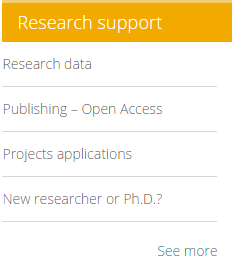 Research support
Research data
Publishing – Open Access
Projects applications
New researcher or Ph.D.?
See more